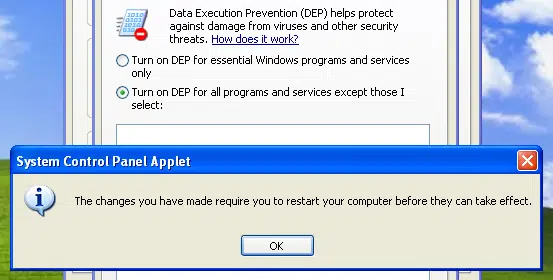 Data Execution Prevention (DEP) helps protect
against damage from viruses and other security
threats. How does it work?
Turn on DEP for essential Windows programs and services
only
Turn on DEP for all programs and services except those I
select:
System Control Panel Applet
The changes you have made require you to restart your computer before they can take effect.
OK